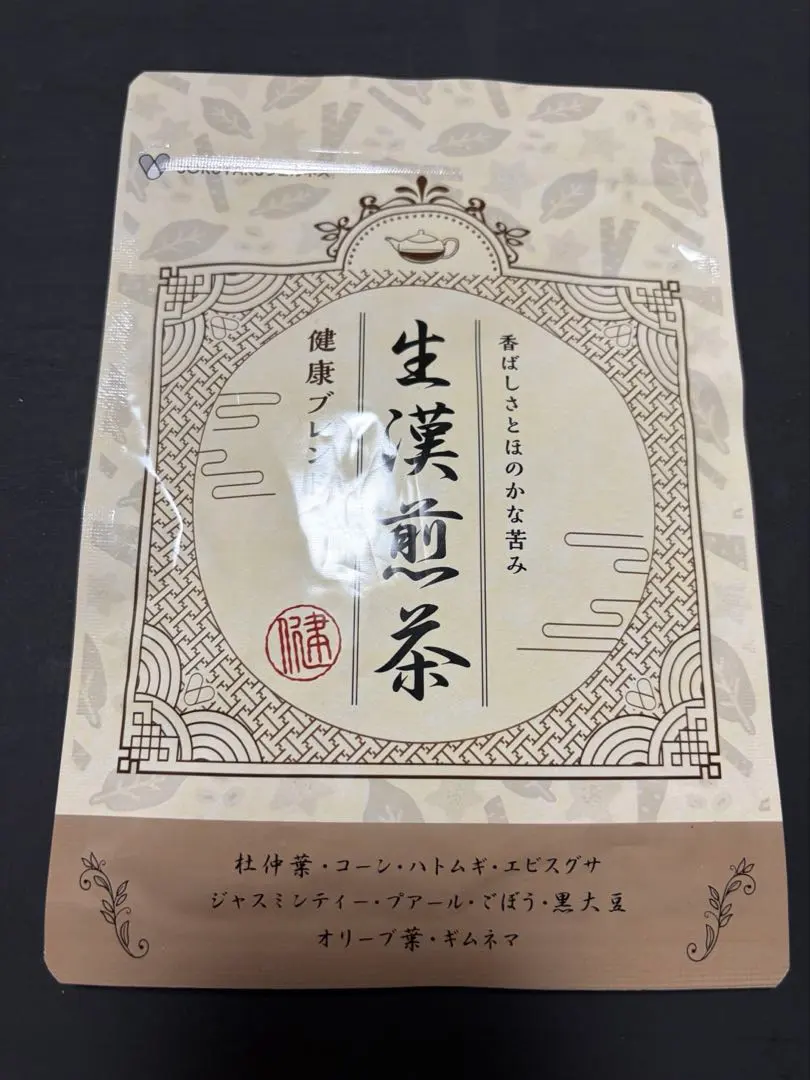 香ばしさとほのかな苦み
生漢煎茶
健康ブレンド
健
杜仲葉・コーン・ハトムギ・エビスグサ
ジャスミンティー・プアール・ごぼう・黒大豆
オリーブ葉・ギムネマ